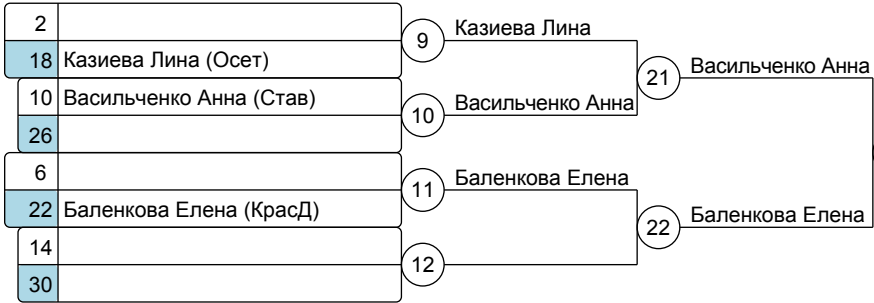 2
18 Казиева Лина (Осет)
9 Казиева Лина
10 Васильченко Анна (Став)
26
10 Васильченко Анна
21 Васильченко Анна
6
22 Баленкова Елена (КрасД)
11 Баленкова Елена
14
30
12
22 Баленкова Елена